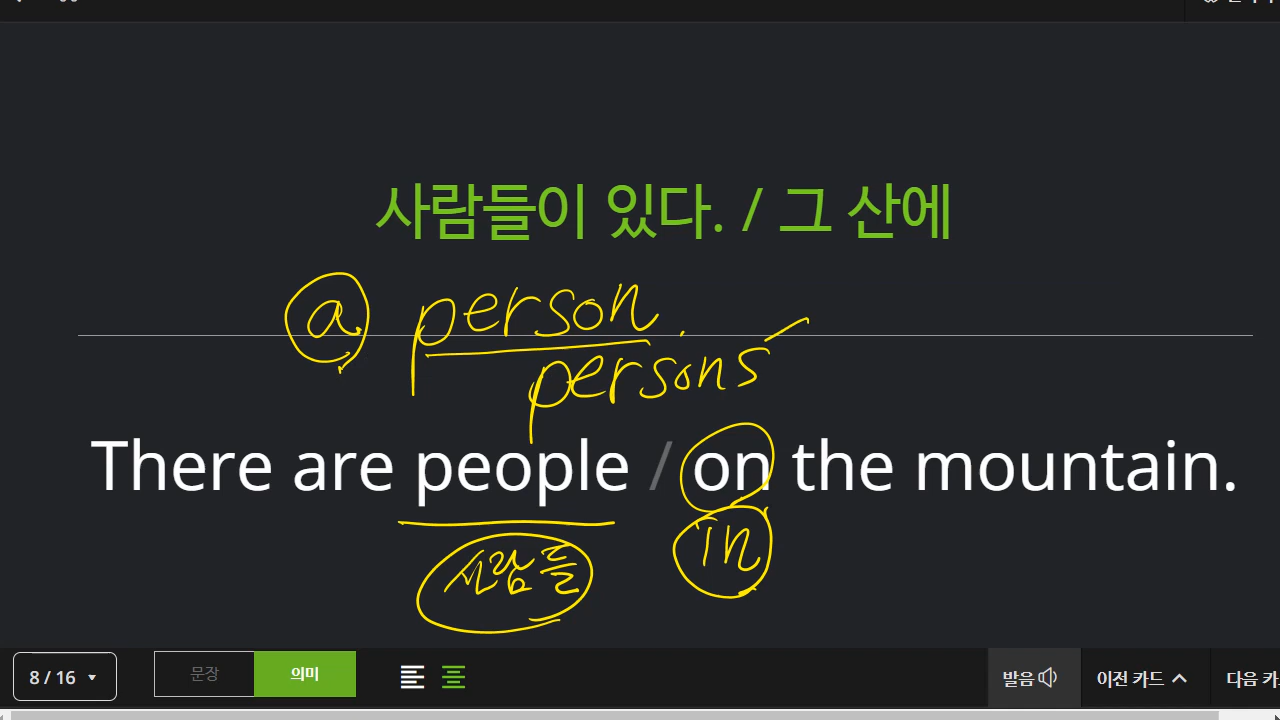 사람들이 있다. / 그 산에
a person.
persons
There are people / on the mountain.
사람들
in
8 / 16
문장
의미
발음
이전 카드
다음 카